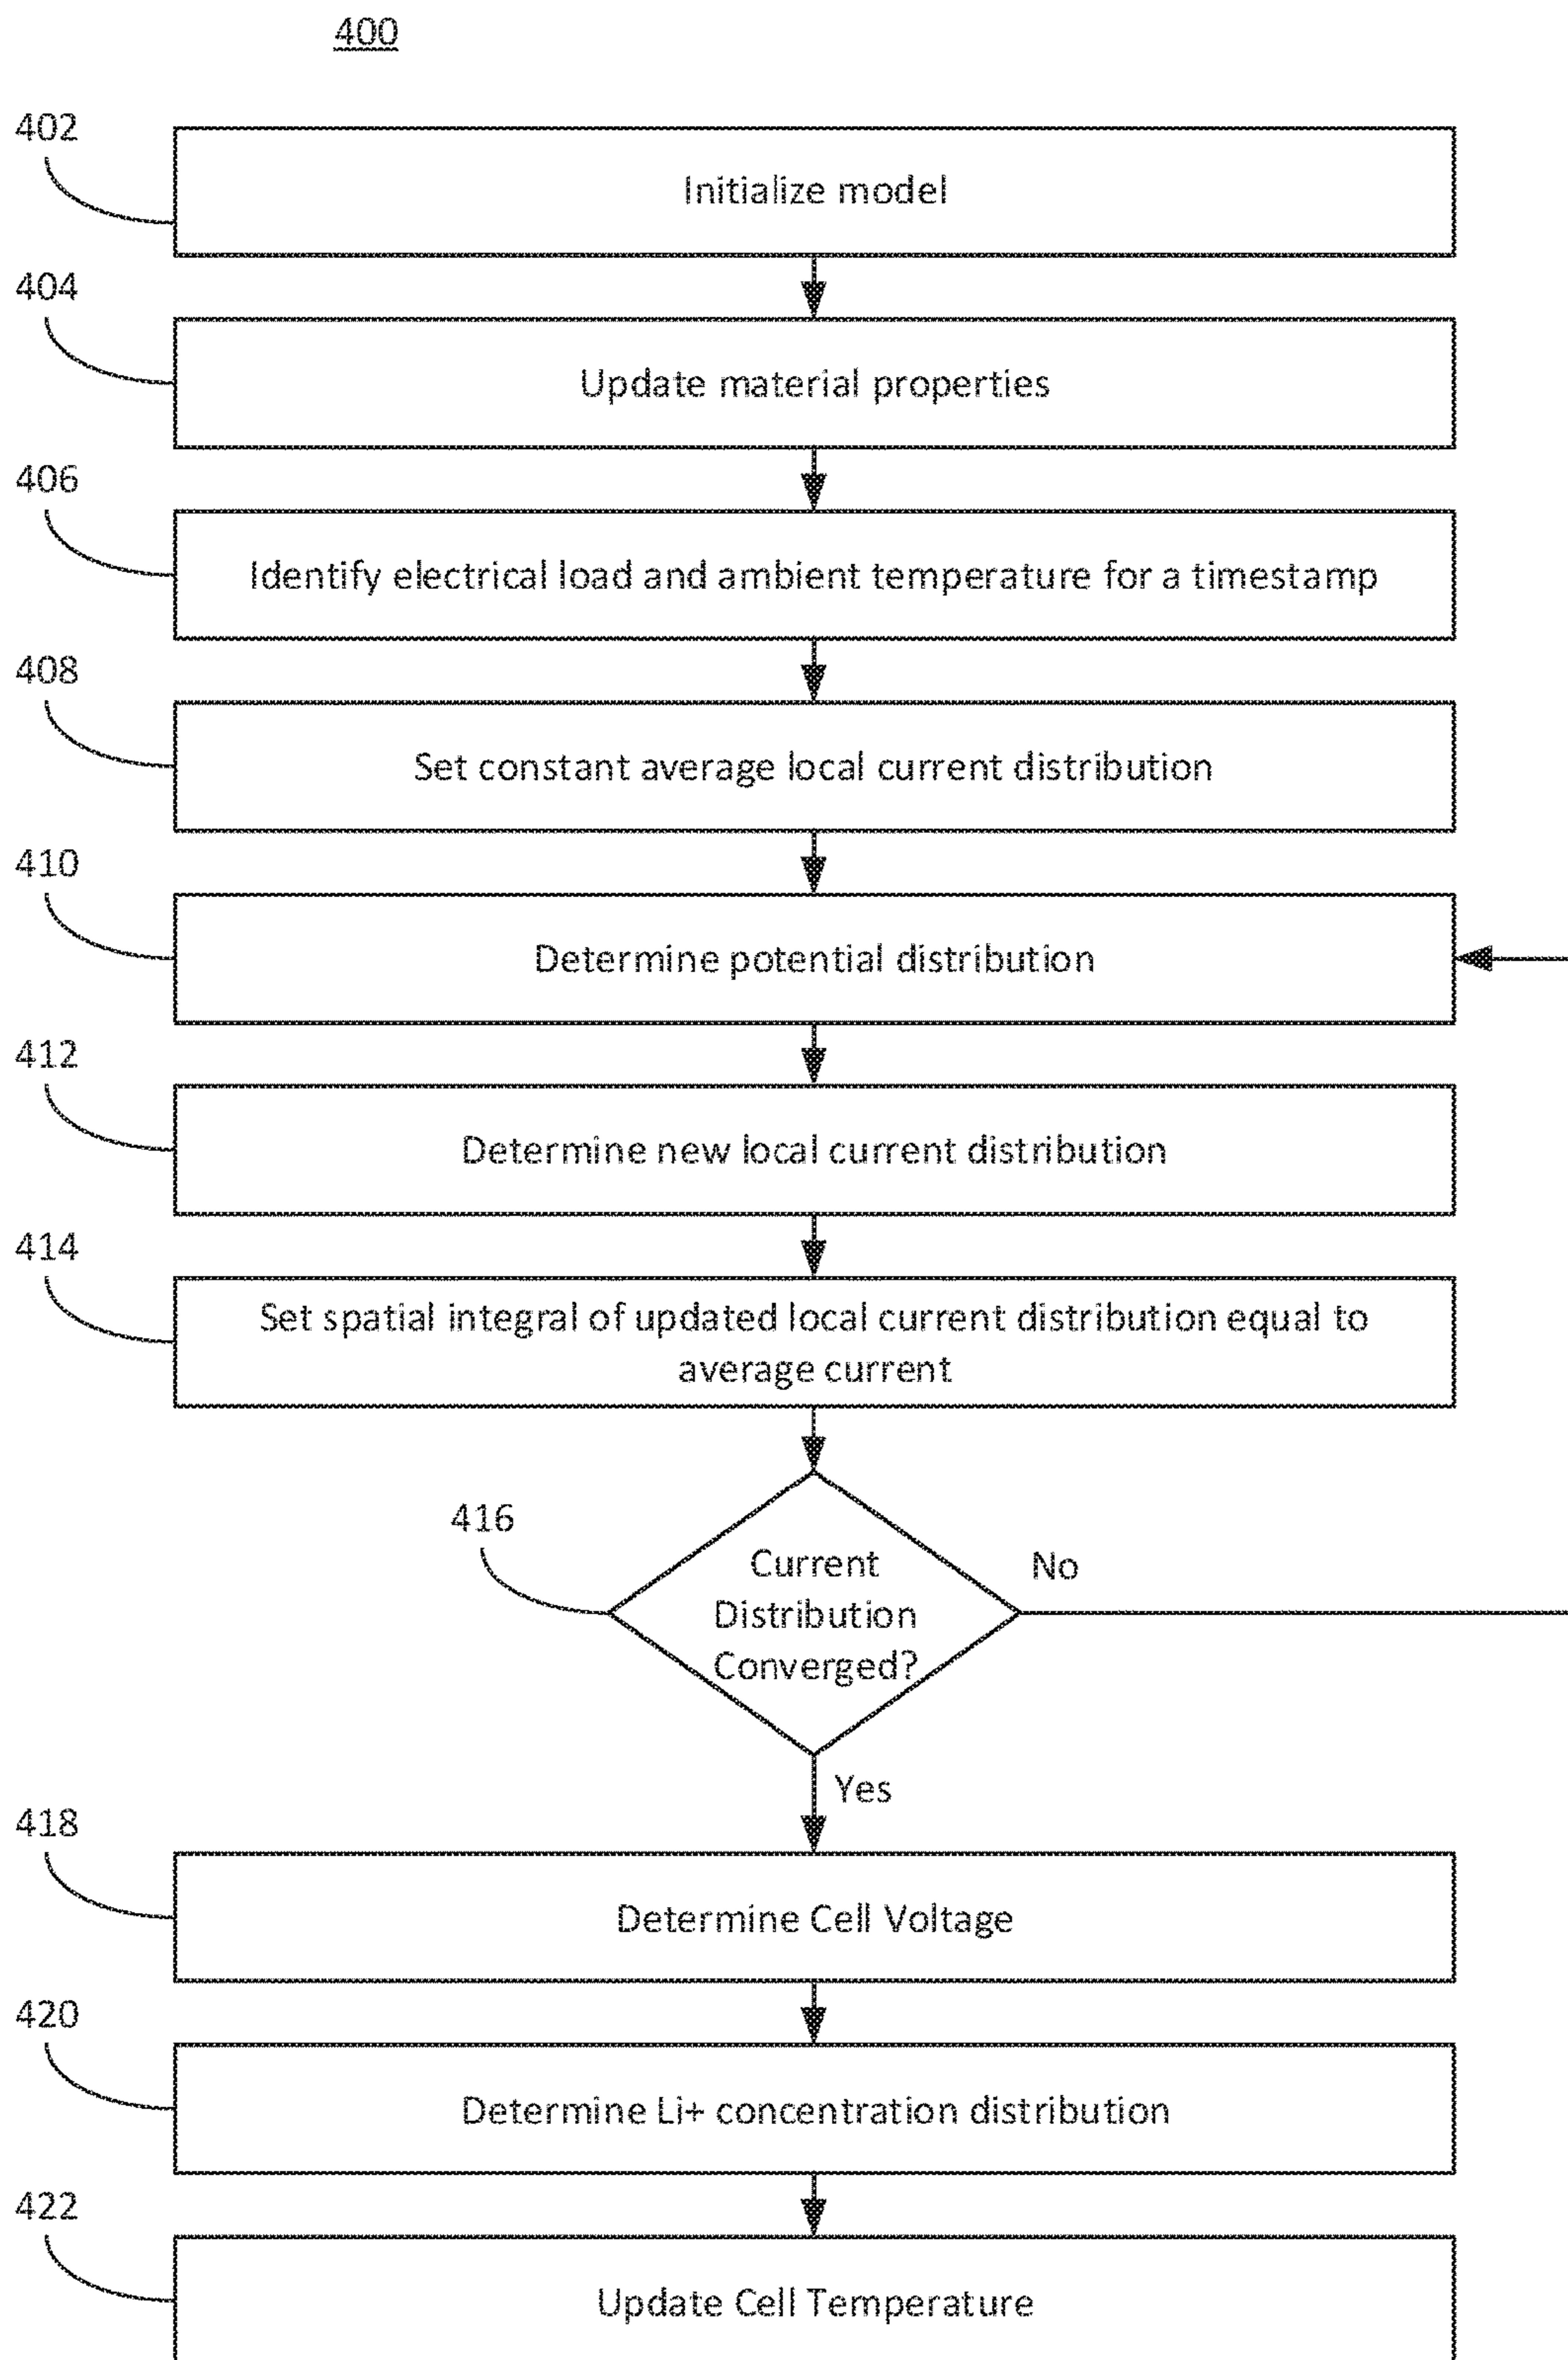 400
402
Initialize model
404
Update material properties
406
Identify electrical load and ambient temperature for a timestamp
408
Set constant average local current distribution
410
Determine potential distribution
412
Determine new local current distribution
414
Set spatial integral of updated local current distribution equal to
average current
416
Current
Distribution
Converged?
No
Yes
418
Determine Cell Voltage
420
Determine Li+ concentration distribution
422
Update Cell Temperature